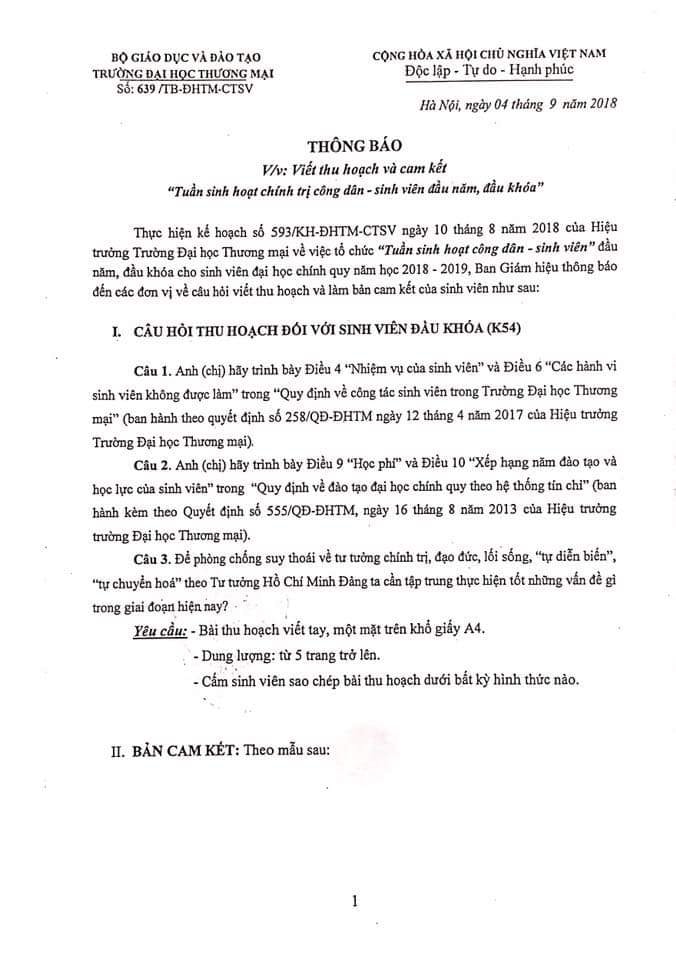 BỘ GIÁO DỤC VÀ ĐÀO TẠO
TRƯỜNG ĐẠI HỌC THƯƠNG MẠI
Số: 639 /TB-ĐHTM-CTSV
CỘNG HÒA XÃ HỘI CHỦ NGHĨA VIỆT NAM
Độc lập - Tự do - Hạnh phúc
Hà Nội, ngày 04 tháng 9 năm 2018
THÔNG BÁO
V/v: Viết thu hoạch và cam kết
“Tuần sinh hoạt chính trị công dân - sinh viên đầu năm, đầu khóa”
Thực hiện kế hoạch số 593/KH-ĐHTM-CTSV ngày 10 tháng 8 năm 2018 của Hiệu
trưởng Trường Đại học Thương mại về việc tổ chức “Tuần sinh hoạt công dân - sinh viên” đầu
năm, đầu khóa cho sinh viên đại học chính quy năm học 2018 - 2019, Ban Giám hiệu thông báo
đến các đơn vị về câu hỏi viết thu hoạch và làm bản cam kết của sinh viên như sau:
I. CÂU HỎI THU HOẠCH ĐỐI VỚI SINH VIÊN ĐẦU KHÓA (K54)
Câu 1. Anh (chị) hãy trình bày Điều 4 “Nhiệm vụ của sinh viên” và Điều 6 “Các hành vi
sinh viên không được làm” trong “Quy định về công tác sinh viên trong Trường Đại học Thương
mại” (ban hành theo quyết định số 258/QĐ-ĐHTM ngày 12 tháng 4 năm 2017 của Hiệu trưởng
Trường Đại học Thương mại).
Câu 2. Anh (chị) hãy trình bày Điều 9 “Học phí” và Điều 10 “Xếp hạng năm đào tạo và
học lực của sinh viên” trong “Quy định về đào tạo đại học chính quy theo hệ thống tín chỉ” (ban
hành kèm theo Quyết định số 555/QĐ-ĐHTM, ngày 16 tháng 8 năm 2013 của Hiệu trưởng
trường Đại học Thương mại).
Câu 3. Để phòng chống suy thoái về tư tưởng chính trị, đạo đức, lối sống, “tự diễn biến”,
“tự chuyển hoá” theo Tư tưởng Hồ Chí Minh Đảng ta cần tập trung thực hiện tốt những vấn đề gì
trong giai đoạn hiện nay?
Yêu cầu: - Bài thu hoạch viết tay, một mặt trên khổ giấy A4.
- Dung lượng: từ 5 trang trở lên.
- Cấm sinh viên sao chép bài thu hoạch dưới bất kỳ hình thức nào.
II. BẢN CAM KẾT: Theo mẫu sau:
1